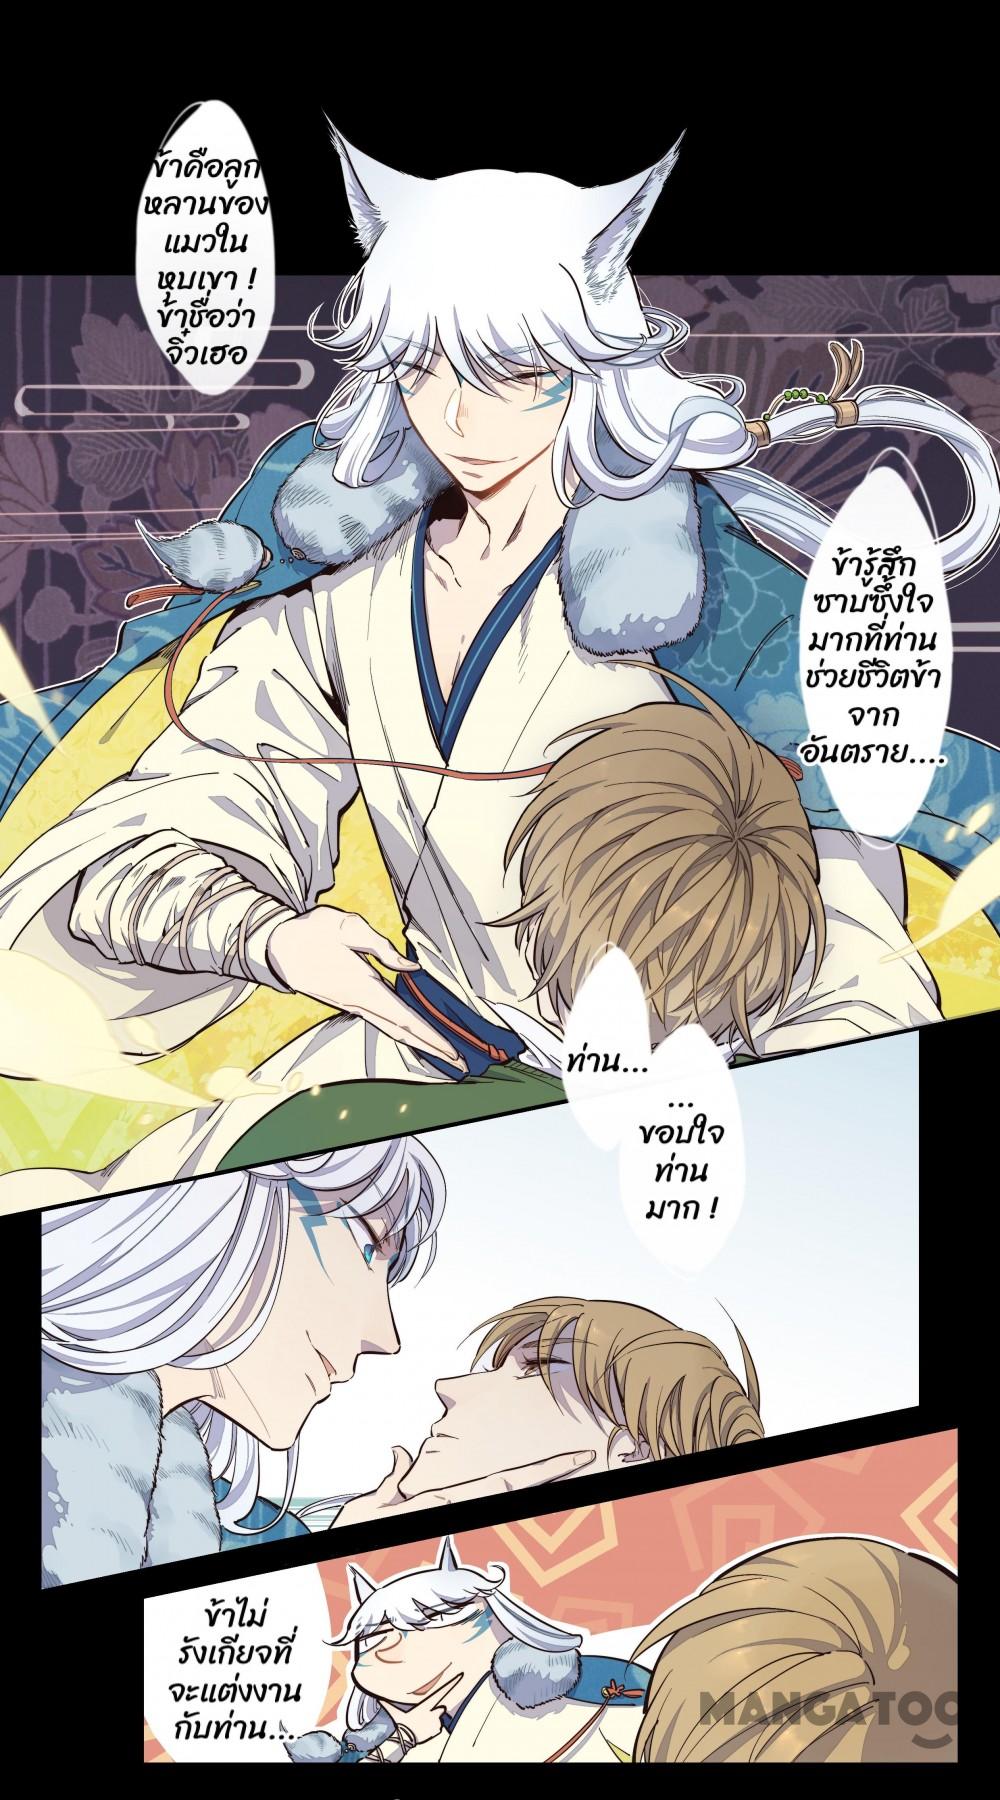 ข้าคือลูก
หลานของ
แมวใน
หุบเขา !
ข้าชื่อว่า
จิ๋วเฮอ
ข้ารู้สึก
ซาบซึ้งใจ
มากที่ท่าน
ช่วยชีวิตข้า
จาก
อันตราย....
ท่าน...
...
ขอบใจ
ท่าน
มาก !
ข้าไม่
รังเกียจที่
จะแต่งงาน
กับท่าน...
MANGATOO